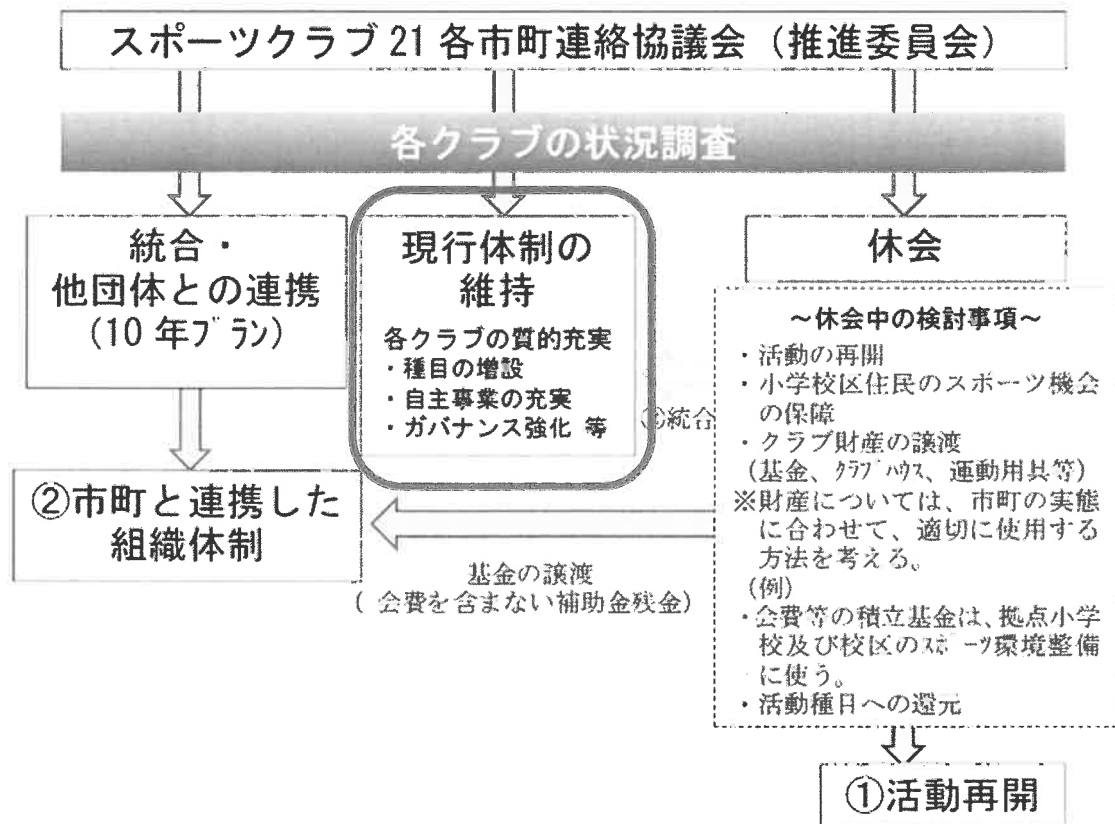 スポーツクラブ21各市町連絡協議会（推進委員会）
各クラブの状況調査
統合・
他団体との連携
(10年プラン)
現行体制の
維持
各クラブの質的充実
・種目の増設
・自主事業の充実
・ガバナンス強化 等
休会
～休会中の検討事項～
・活動の再開
・小学校区住民のスポーツ機会
の保障
・クラブ財産の譲渡
(基金、クラブハウス、運動用具等)
※財産については、市町の実態
に合わせて、適切に使用する
方法を考える。
(例)
・会費等の積立基金は、拠点小学
校及び校区のスポーツ環境整備
に使う。
・活動種目への還元
統合
②市町と連携した
組織体制
基金の譲渡
( 会費を含まない補助金残金)
①活動再開